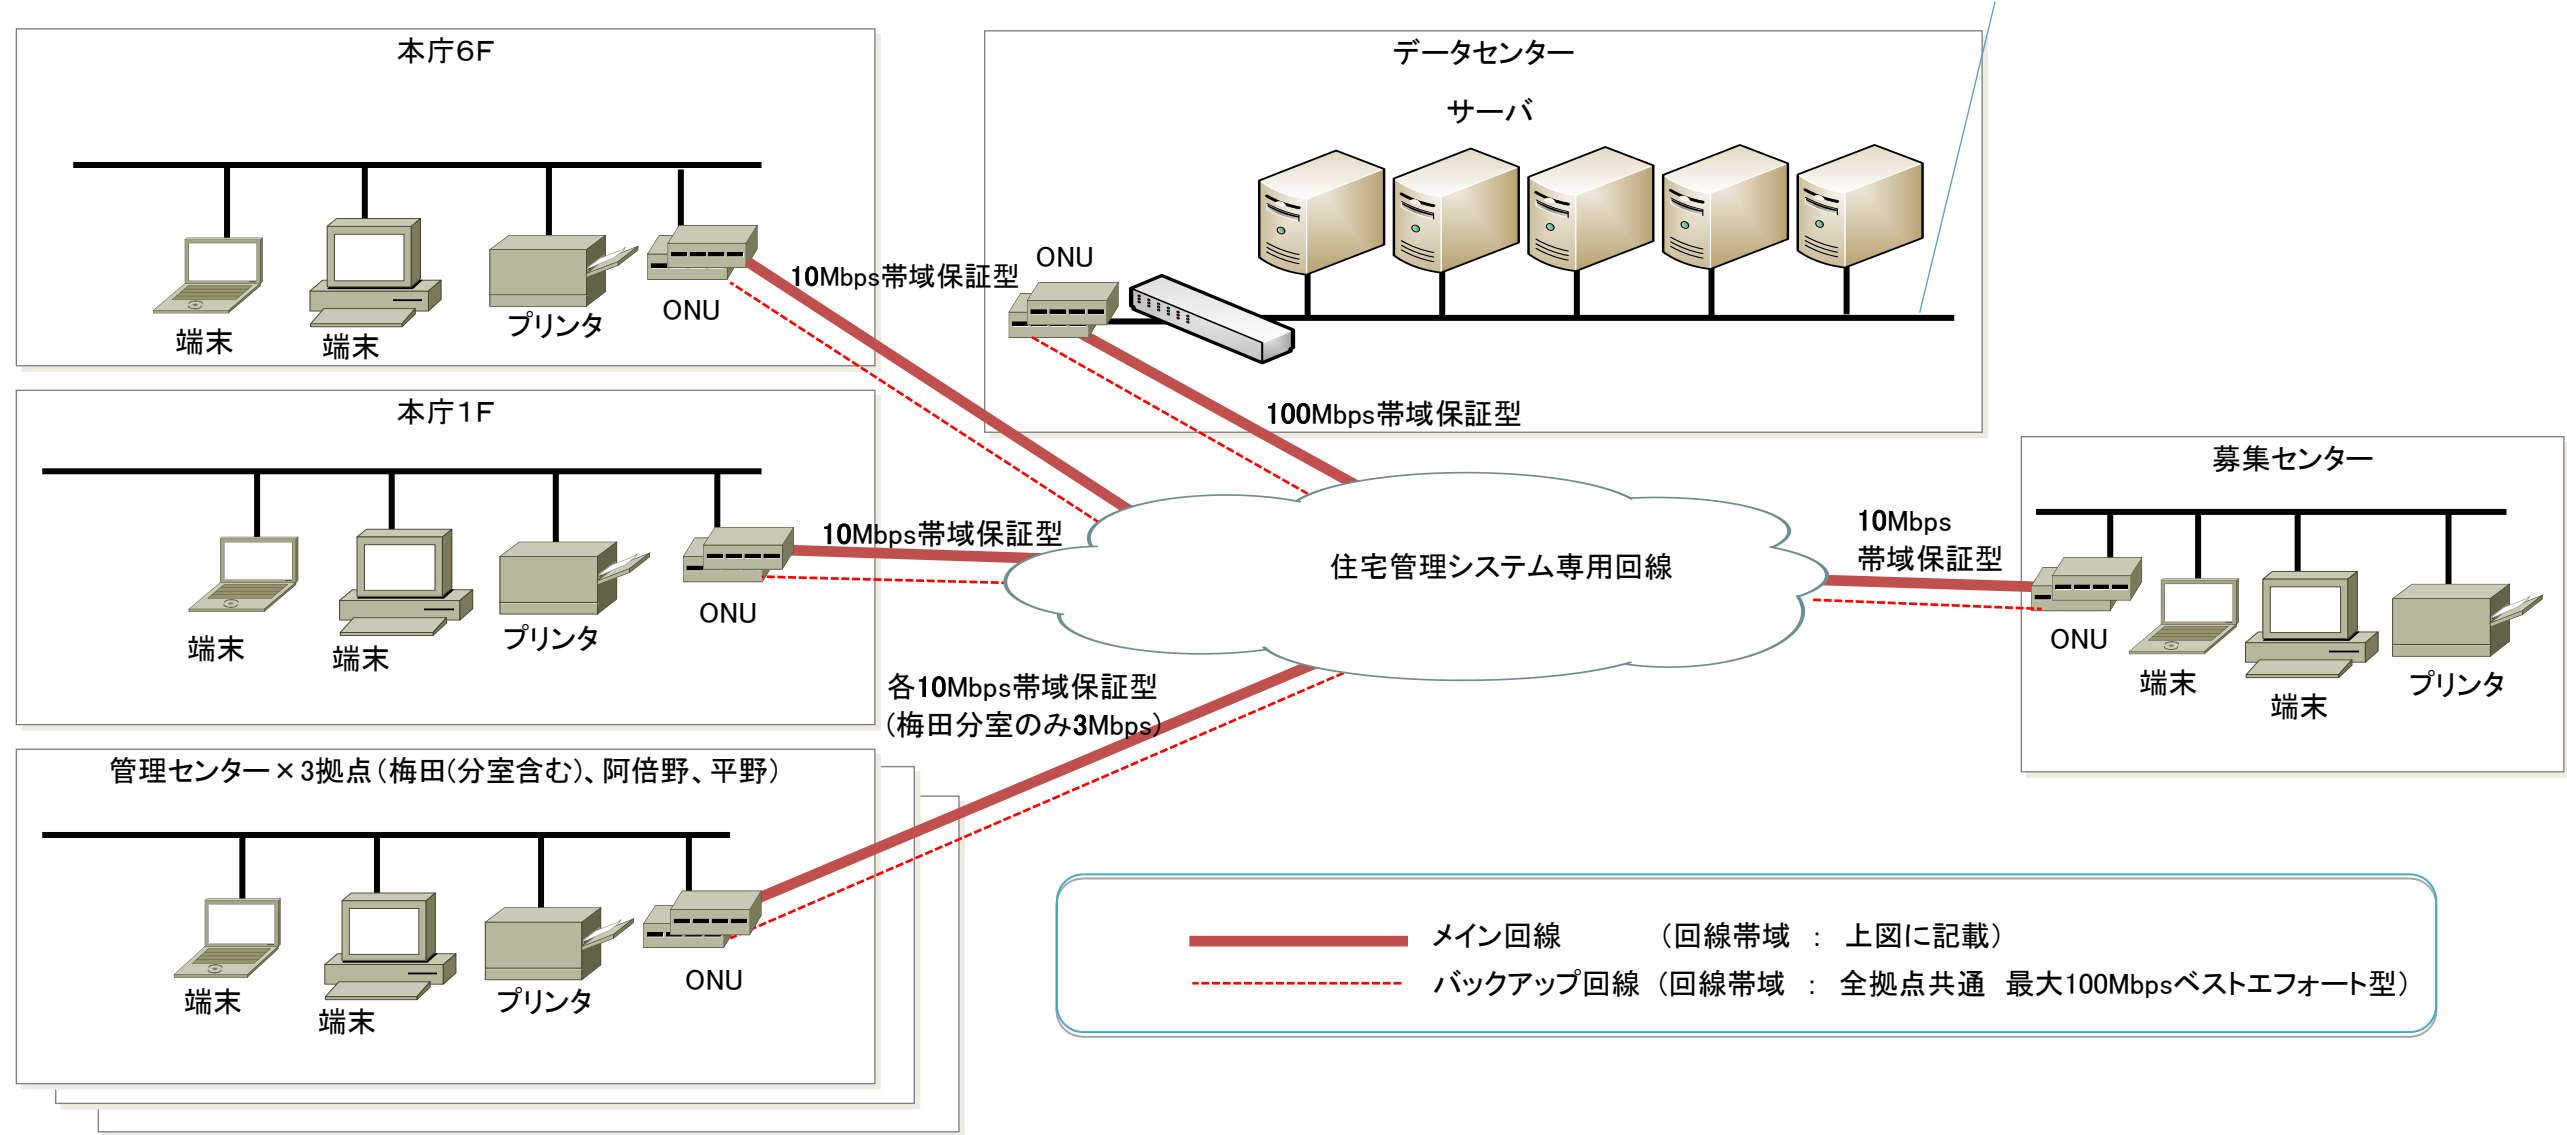 本庁６Ｆ
端末
端末
プリンタ
ONU
10Mbps帯域保証型
データセンター
サーバ
ONU
100Mbps帯域保証型
本庁１Ｆ
端末
端末
プリンタ
ONU
10Mbps帯域保証型
住宅管理システム専用回線
募集センター
10Mbps
帯域保証型
ONU
端末
端末
プリンタ
各10Mbps帯域保証型
（梅田分室のみ3Mbps）
管理センター×3拠点（梅田（分室含む）、阿倍野、平野）
端末
端末
プリンタ
ONU
メイン回線　　　（回線帯域　：　上図に記載）
バックアップ回線（回線帯域　：　全拠点共通　最大100Mbpsベストエフォート型）